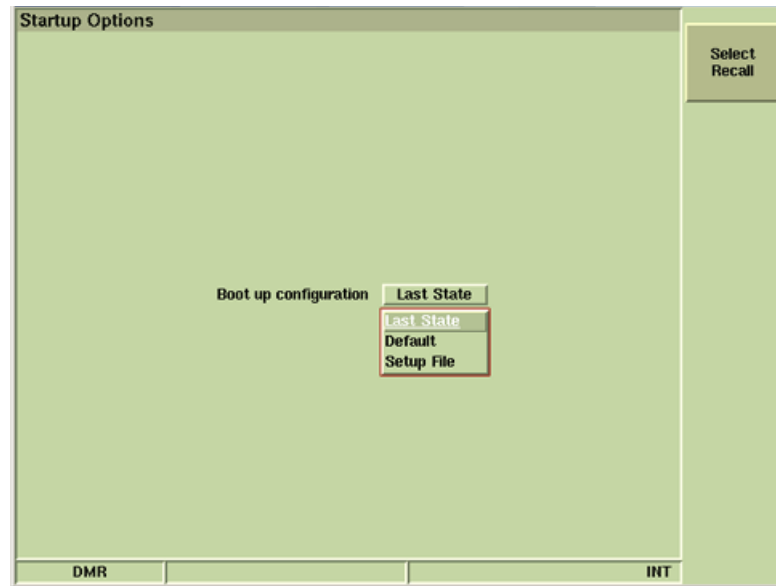 Startup Options
Select
Recall
Boot up configuration Last State
Last State
Default
Setup File
DMR INT